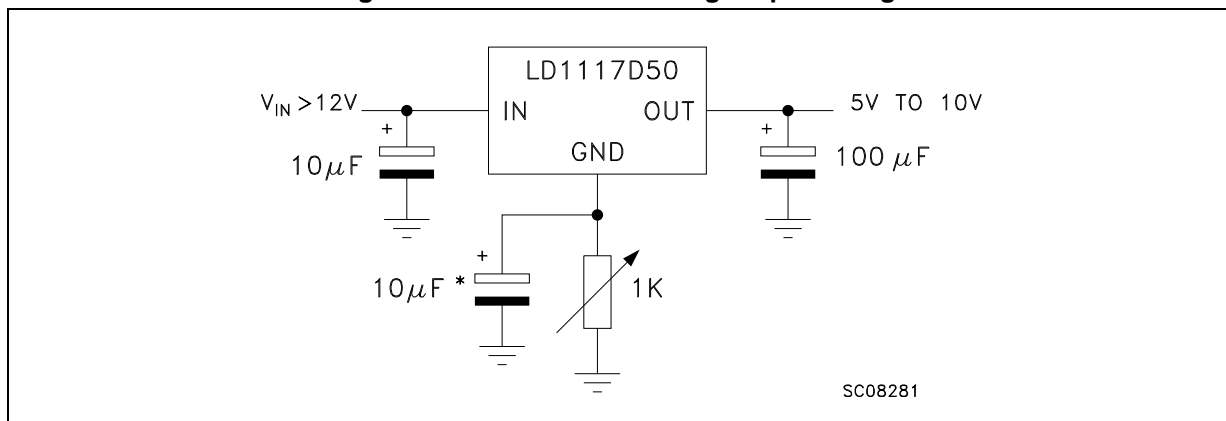 LD1117D50
V_IN >12V
IN
OUT
5V TO 10V
GND
+
10μF
+
100 μF
+
10μF *
1K
SC08281